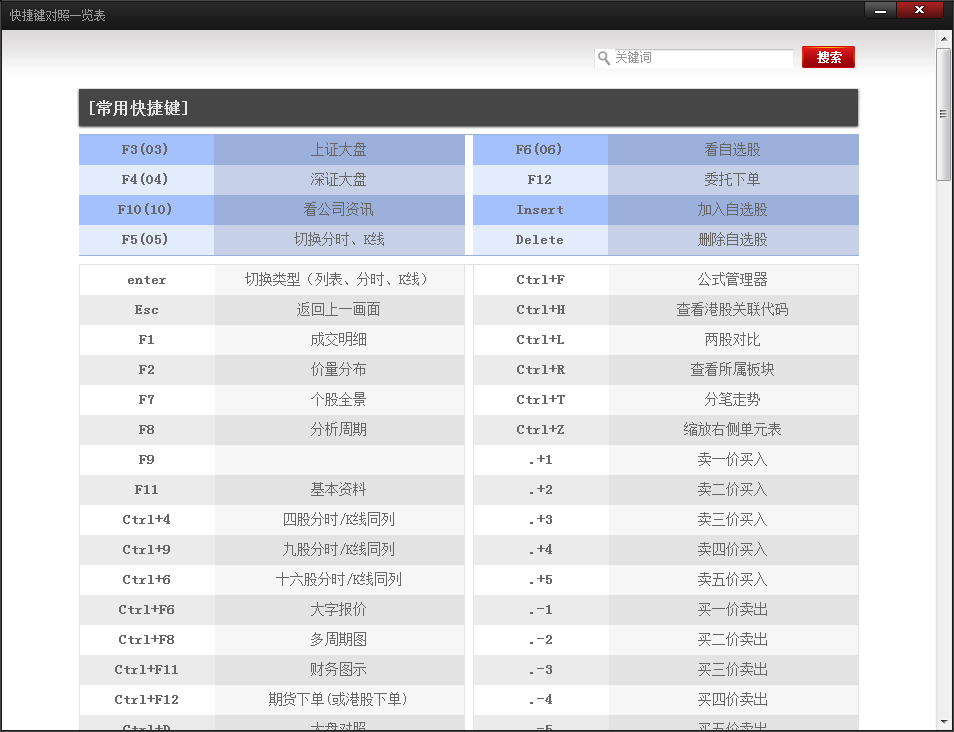 快捷键对照一览表
关键词 搜索
[常用快捷键]
F3(03) 上证大盘 F6(06) 看自选股
F4(04) 深证大盘 F12 委托下单
F10(10) 看公司资讯 Insert 加入自选股
F5(05) 切换分时、K线 Delete 删除自选股
enter 切换类型（列表、分时、K线） Ctrl+F 公式管理器
Esc 返回上一画面 Ctrl+H 查看港股关联代码
F1 成交明细 Ctrl+L 两股对比
F2 价量分布 Ctrl+R 查看所属板块
F7 个股全景 Ctrl+T 分笔走势
F8 分析周期 Ctrl+Z 缩放右侧单元表
F9 .+1 卖一价买入
F11 基本资料 .+2 卖二价买入
Ctrl+4 四股分时/K线同列 .+3 卖三价买入
Ctrl+9 九股分时/K线同列 .+4 卖四价买入
Ctrl+6 十六股分时/K线同列 .+5 卖五价买入
Ctrl+F6 大字报价 .-1 买一价卖出
Ctrl+F8 多周期图 .-2 买二价卖出
Ctrl+F11 财务图示 .-3 买三价卖出
Ctrl+F12 期货下单(或港股下单) .-4 买四价卖出
Ctrl+D 大盘对照 .-5 买五价卖出